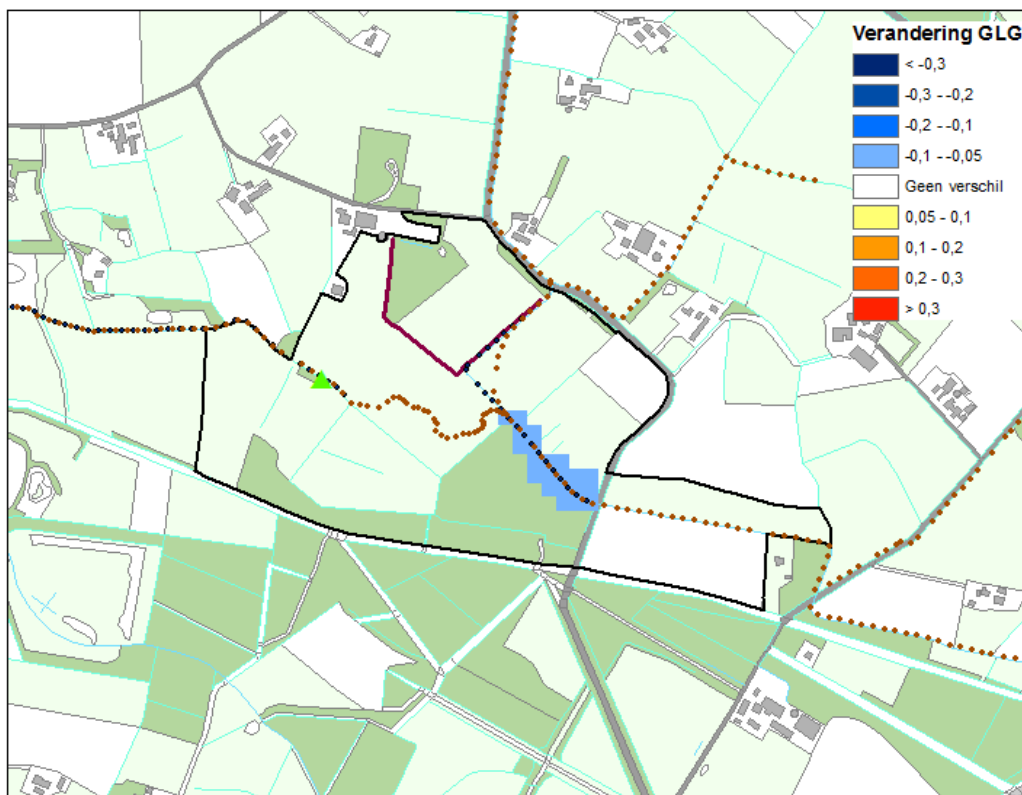 Verandering GLG
< -0,3
-0,3 - -0,2
-0,2 - -0,1
-0,1 - -0,05
Geen verschil
0,05 - 0,1
0,1 - 0,2
0,2 - 0,3
> 0,3